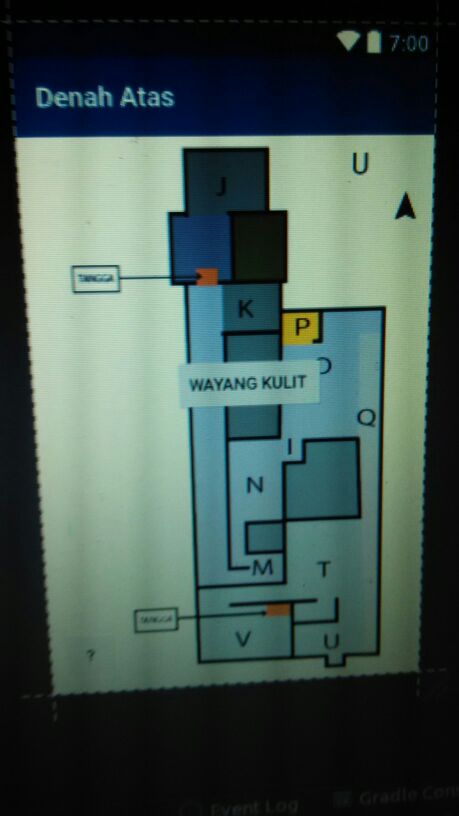 7:00
Denah Atas
U
J
TANGGA
K
P
WAYANG KULIT
Q
I
N
M
T
TANGGA
V
U
?
Event Log
Gradle Con